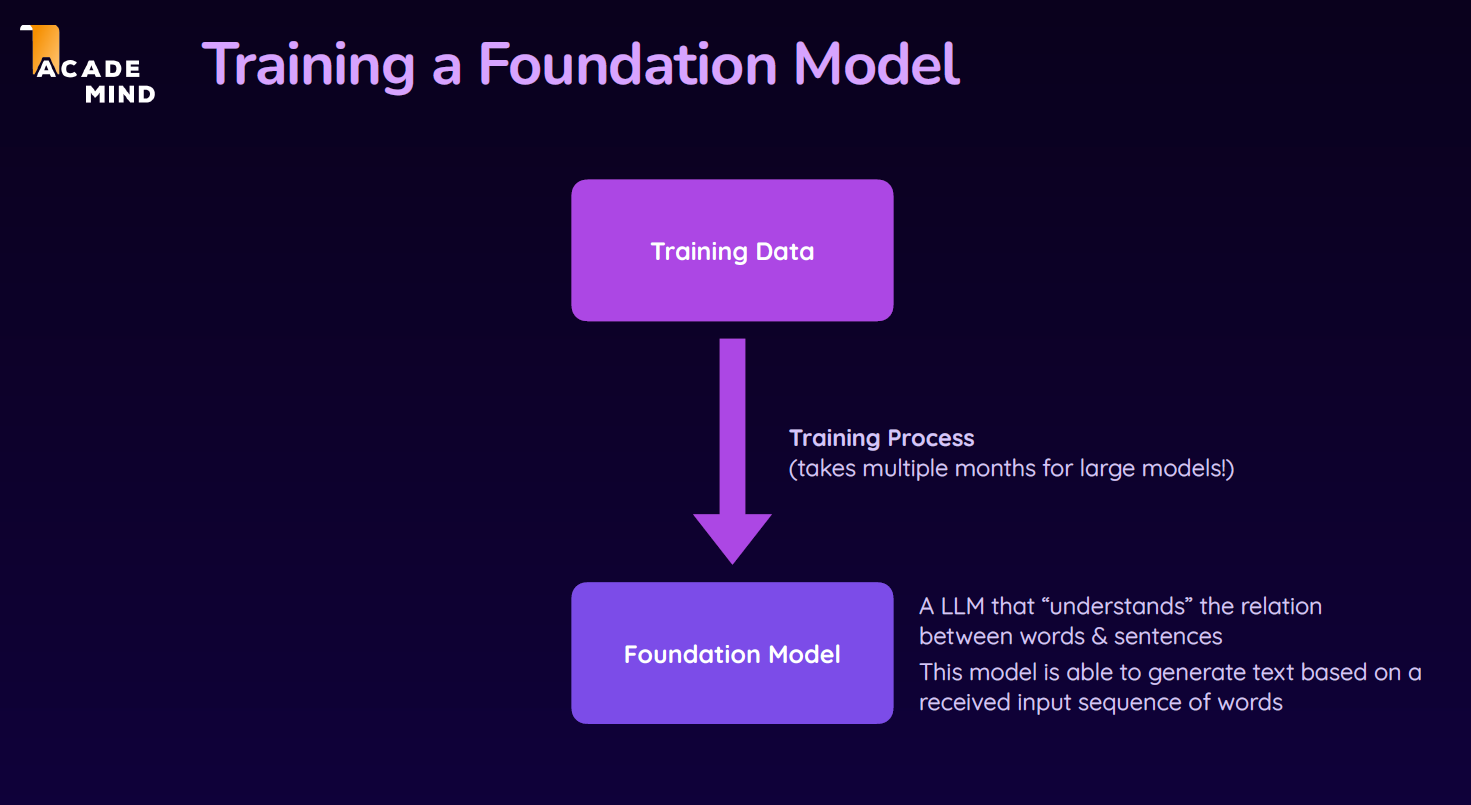 ACADE
MIND
Training a Foundation Model
Training Data
Training Process
(takes multiple months for large models!)
Foundation Model
A LLM that “understands” the relation
between words & sentences
This model is able to generate text based on a
received input sequence of words